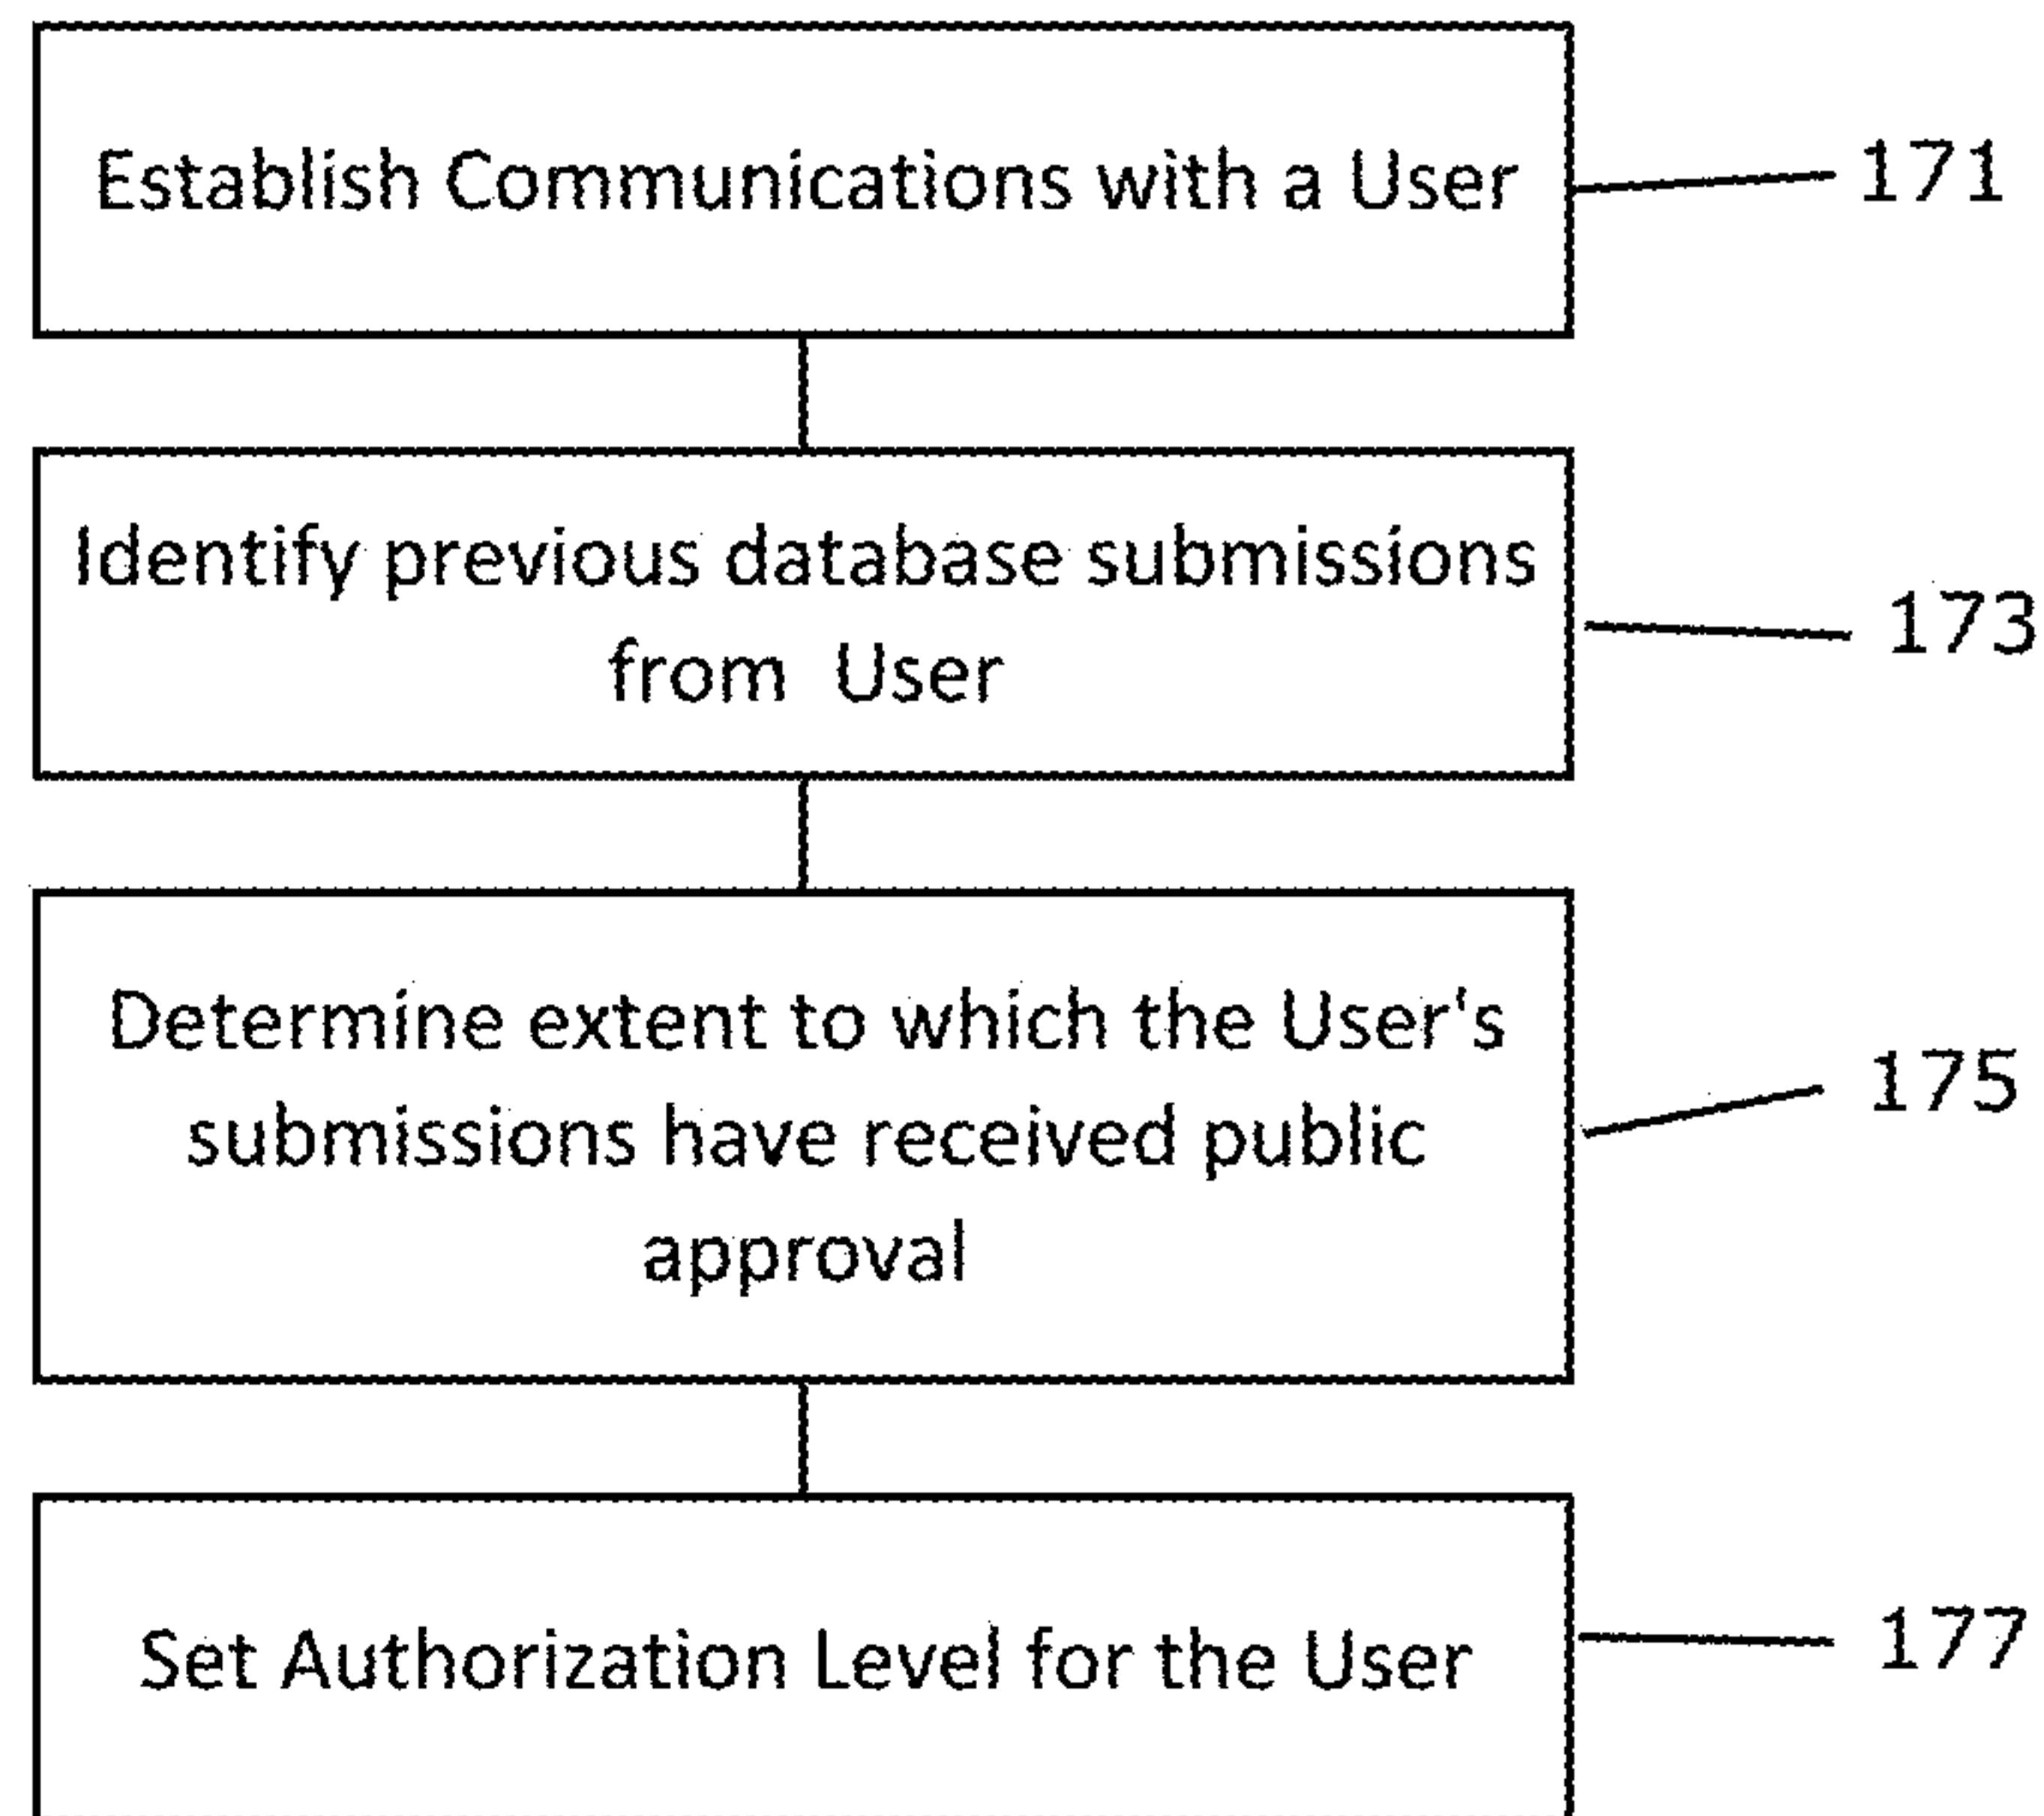 Establish Communications with a User
171
Identify previous database submissions
from User
173
Determine extent to which the User's
submissions have received public
approval
175
Set Authorization Level for the User
177